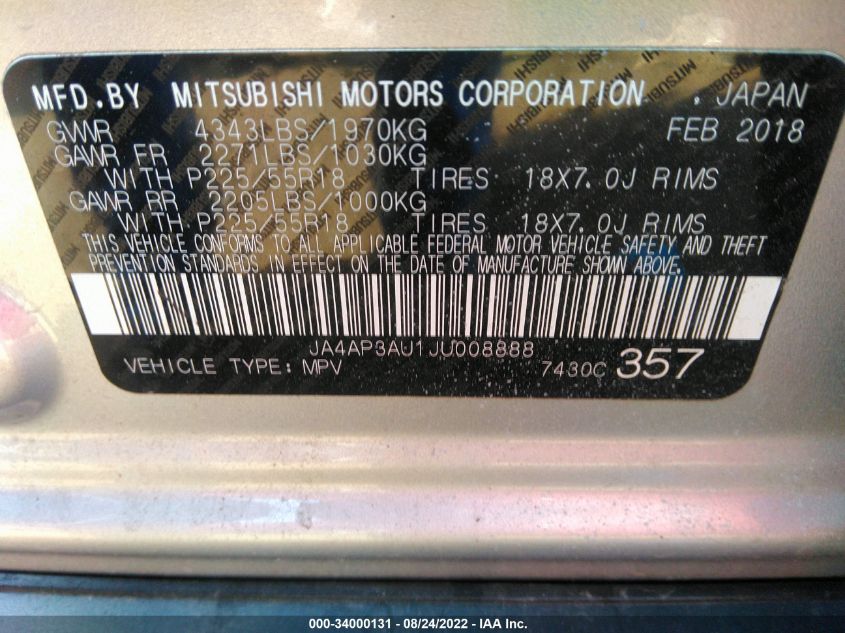 MFD.BY MITSUBISHI MOTORS CORPORATION . JAPAN
GWWR 4343LBS/1970KG FEB 2018
GAWR FR 2271LBS/1030KG
WITH P225/55R18 TIRES 18X7.0J RIMS
GAWR RR 2205LBS/1000KG
WITH P225/55R18 TIRES 18X7.0J RIMS
THIS VEHICLE CONFORMS TO ALL APPLICABLE FEDERAL MOTOR VEHICLE SAFETY AND THEFT
PREVENTION STANDARDS IN EFFECT ON THE DATE OF MANUFACTURE SHOWN ABOVE.
JA4AP3AU1JU008888
VEHICLE TYPE: MPV 7430C 357
000-34000131 - 08/24/2022 - IAA Inc.